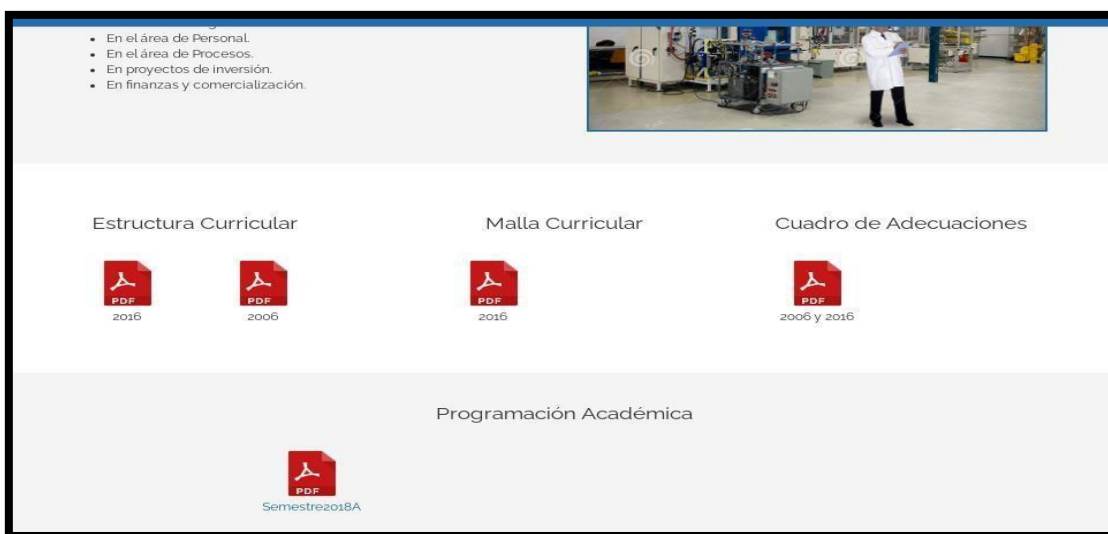 En el área de Personal.
En el área de Procesos.
En proyectos de inversión.
En finanzas y comercialización.
Estructura Curricular
Malla Curricular
Cuadro de Adecuaciones
PDF
PDF
PDF
PDF
2016
2006
2016
2006 y 2016
Programación Académica
PDF
Semestre2018A